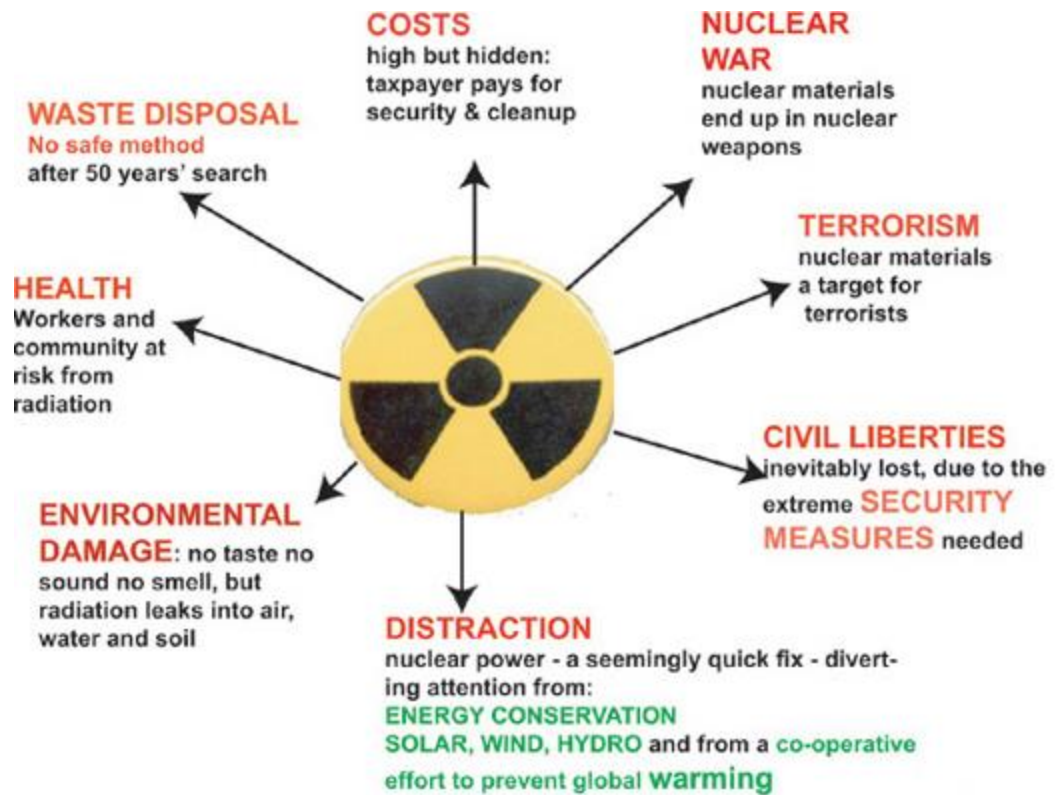 COSTS
high but hidden:
taxpayer pays for
security & cleanup
NUCLEAR
WAR
nuclear materials
end up in nuclear
weapons
WASTE DISPOSAL
No safe method
after 50 years’ search
TERRORISM
nuclear materials
a target for
terrorists
HEALTH
Workers and
community at
risk from
radiation
CIVIL LIBERTIES
inevitably lost, due to the
extreme SECURITY
MEASURES needed
ENVIRONMENTAL
DAMAGE: no taste no
sound no smell, but
radiation leaks into air,
water and soil
DISTRACTION
nuclear power - a seemingly quick fix - divert-
ing attention from:
ENERGY CONSERVATION
SOLAR, WIND, HYDRO and from a co-operative
effort to prevent global warming